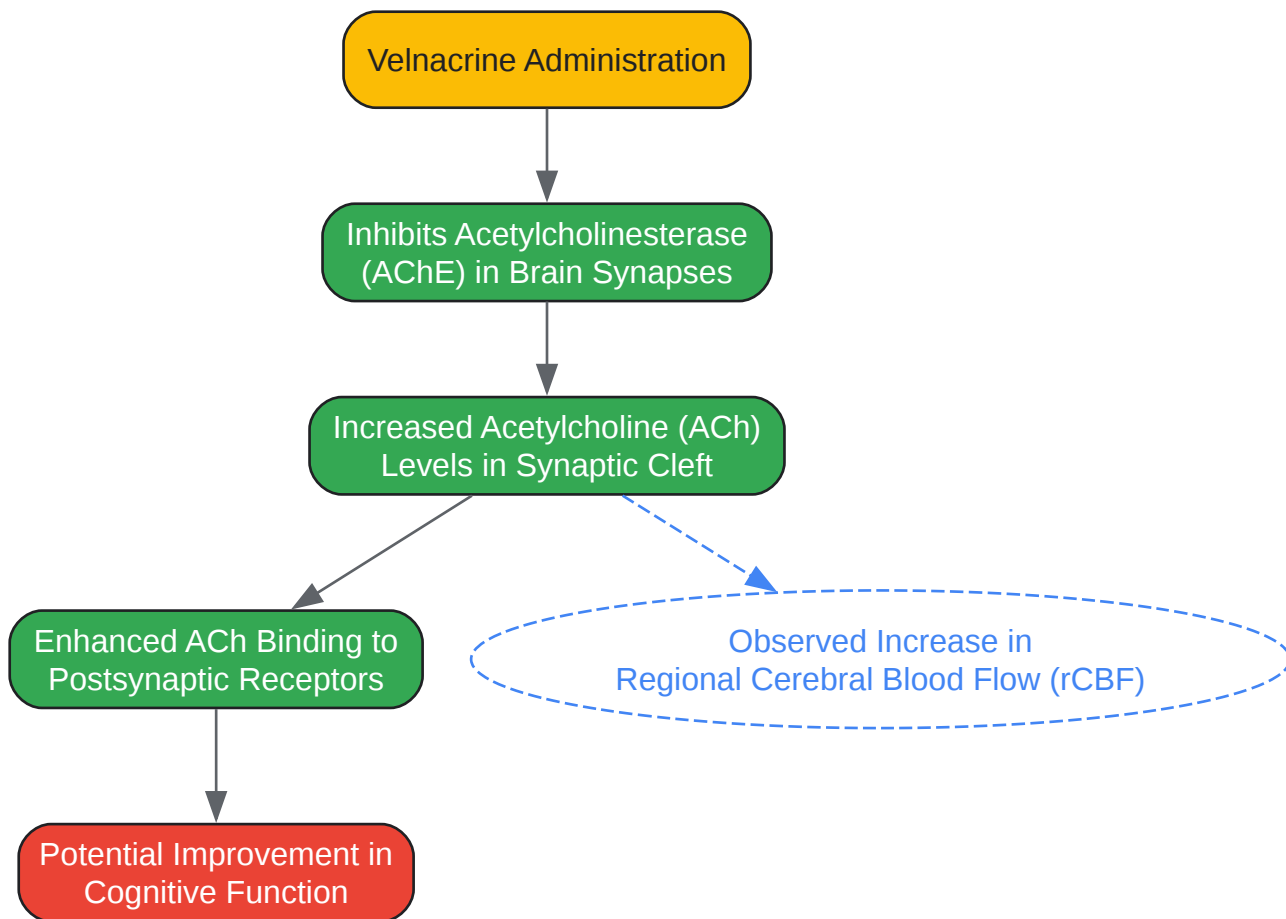 Velnacrine Administration
Inhibits Acetylcholinesterase
(AChE) in Brain Synapses
Increased Acetylcholine (ACh)
Levels in Synaptic Cleft
Enhanced ACh Binding to
Postsynaptic Receptors
Observed Increase in
Regional Cerebral Blood Flow (rCBF)
Potential Improvement in
Cognitive Function